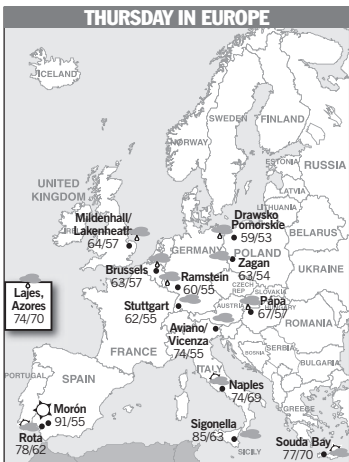 THURSDAY IN EUROPE
ICELAND
SWEDEN
FINLAND
NORWAY
ESTONIA
RUSSIA
LATVIA
LITHUANIA
UNITED
KINGDOM
Mildenhall/
Lakenheath
64/57
Drawsko
Pomorskie
59/53
BELARUS
GERMANY
POLAND
Brussels
63/57
Zagan
63/54
Ramstein
60/55
UKRAINE
CZECH
REP
SLOVAKIA
Lajes,
Azores
74/70
Stuttgart
62/55
AUSTRIA
Pápa
67/57
HUNGARY
Aviano/
Vicenza
74/55
ROMANIA
FRANCE
BOSNIA
SERBIA
BULGARIA
ITALY
PORTUGAL
SPAIN
Naples
74/69
Morón
91/55
GREECE
Rota
78/62
Sigonella
85/63
SICILY
Souda Bay
77/70